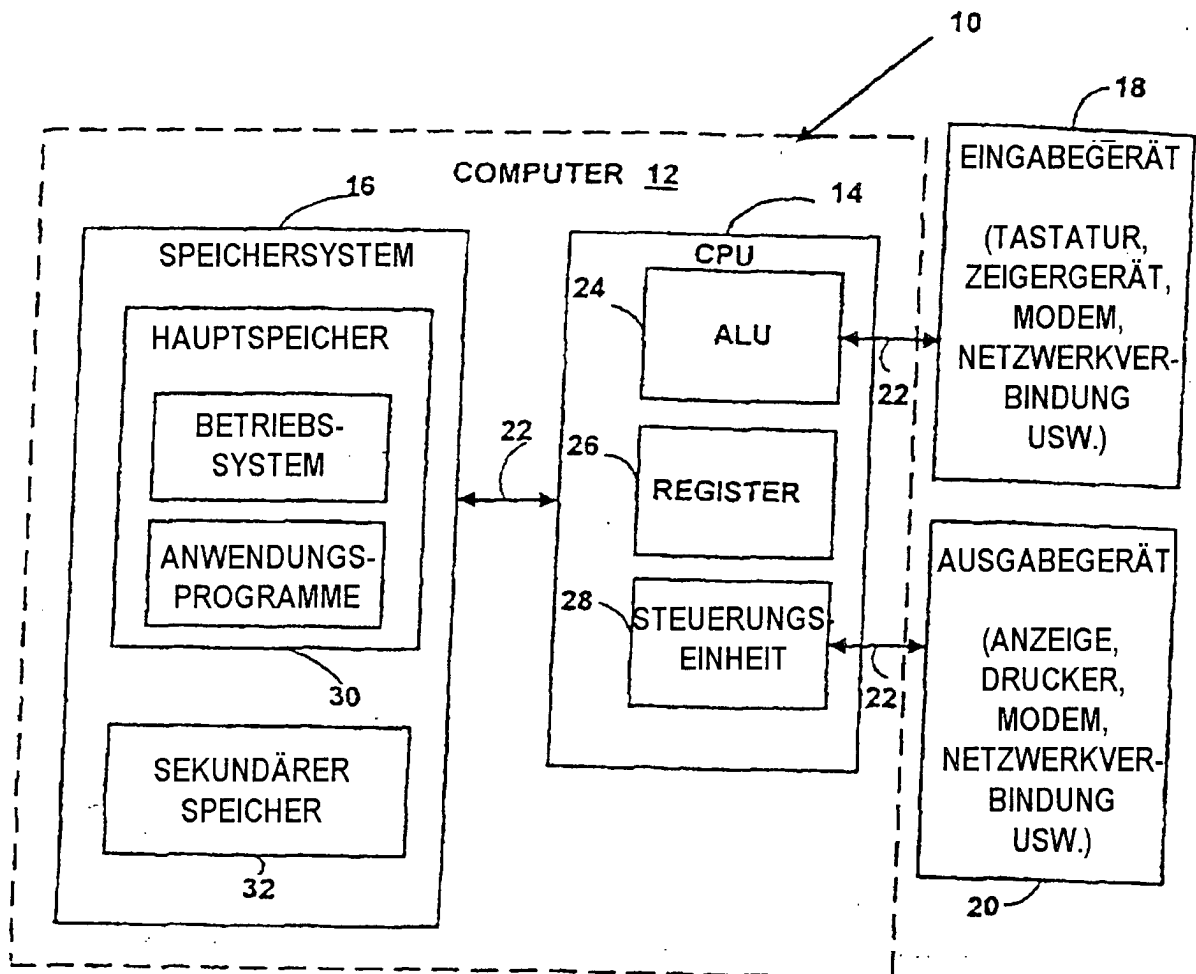 10
18
COMPUTER 12
16
14
SPEICHERSYSTEM
HAUPTSPEICHER
BETRIEBS-
SYSTEM
ANWENDUNGS-
PROGRAMME
30
SEKUNDÄRER
SPEICHER
32
22
CPU
24
ALU
26
REGISTER
28
STEUERUNGS-
EINHEIT
22
22
EINGABEGERÄT
(TASTATUR,
ZEIGERGERÄT,
MODEM,
NETZWERKVER-
BINDUNG
USW.)
AUSGABEGERÄT
(ANZEIGE,
DRUCKER,
MODEM,
NETZWERKVER-
BINDUNG
USW.)
20